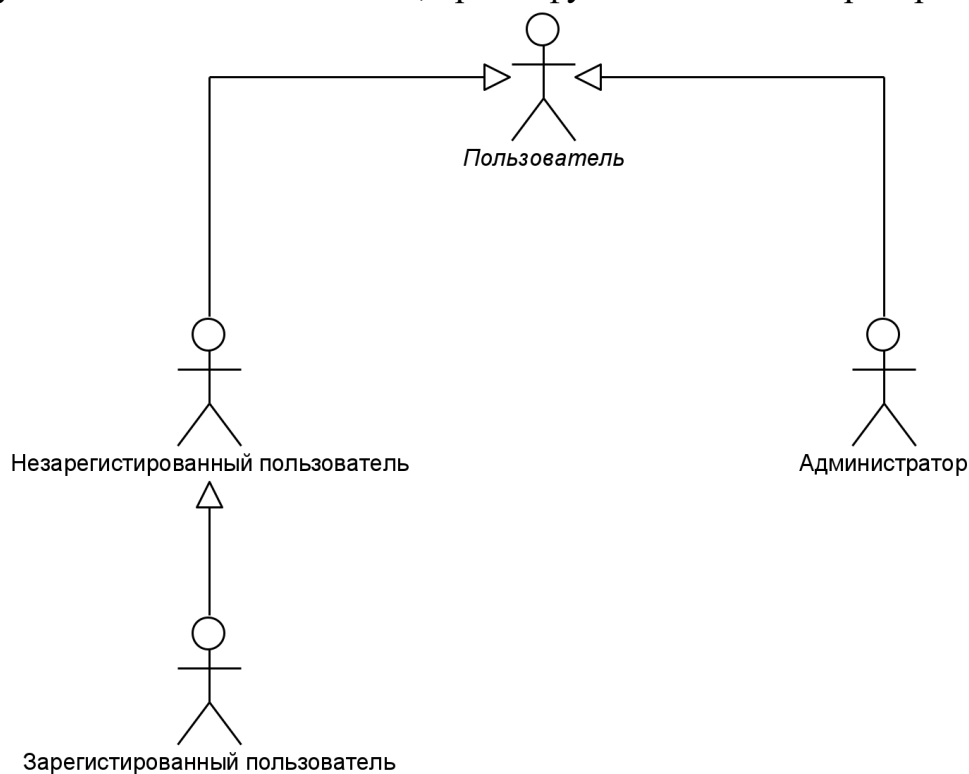 Пользователь
Незарегистированный пользователь
Администратор
Зарегистированный пользователь